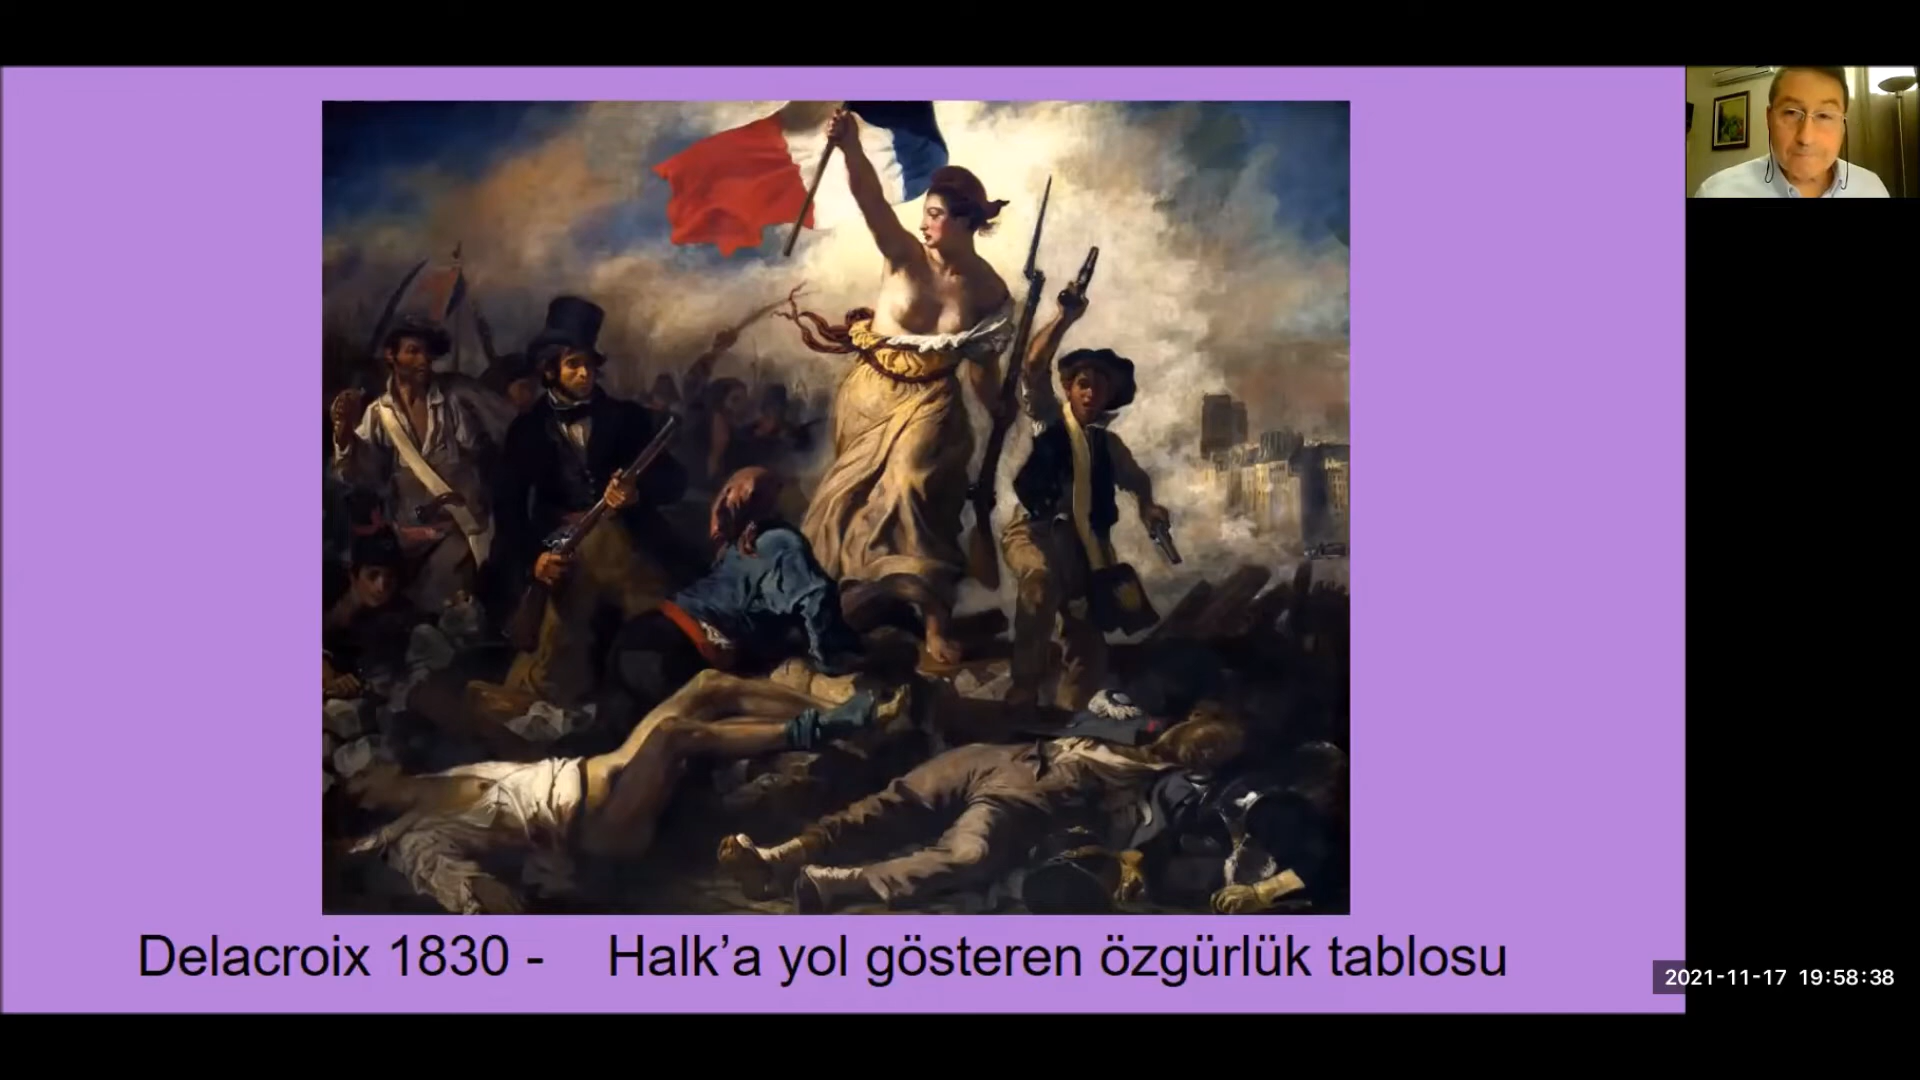 Delacroix 1830 - Halk’a yol gösteren özgürlük tablosu
2021-11-17 19:58:38